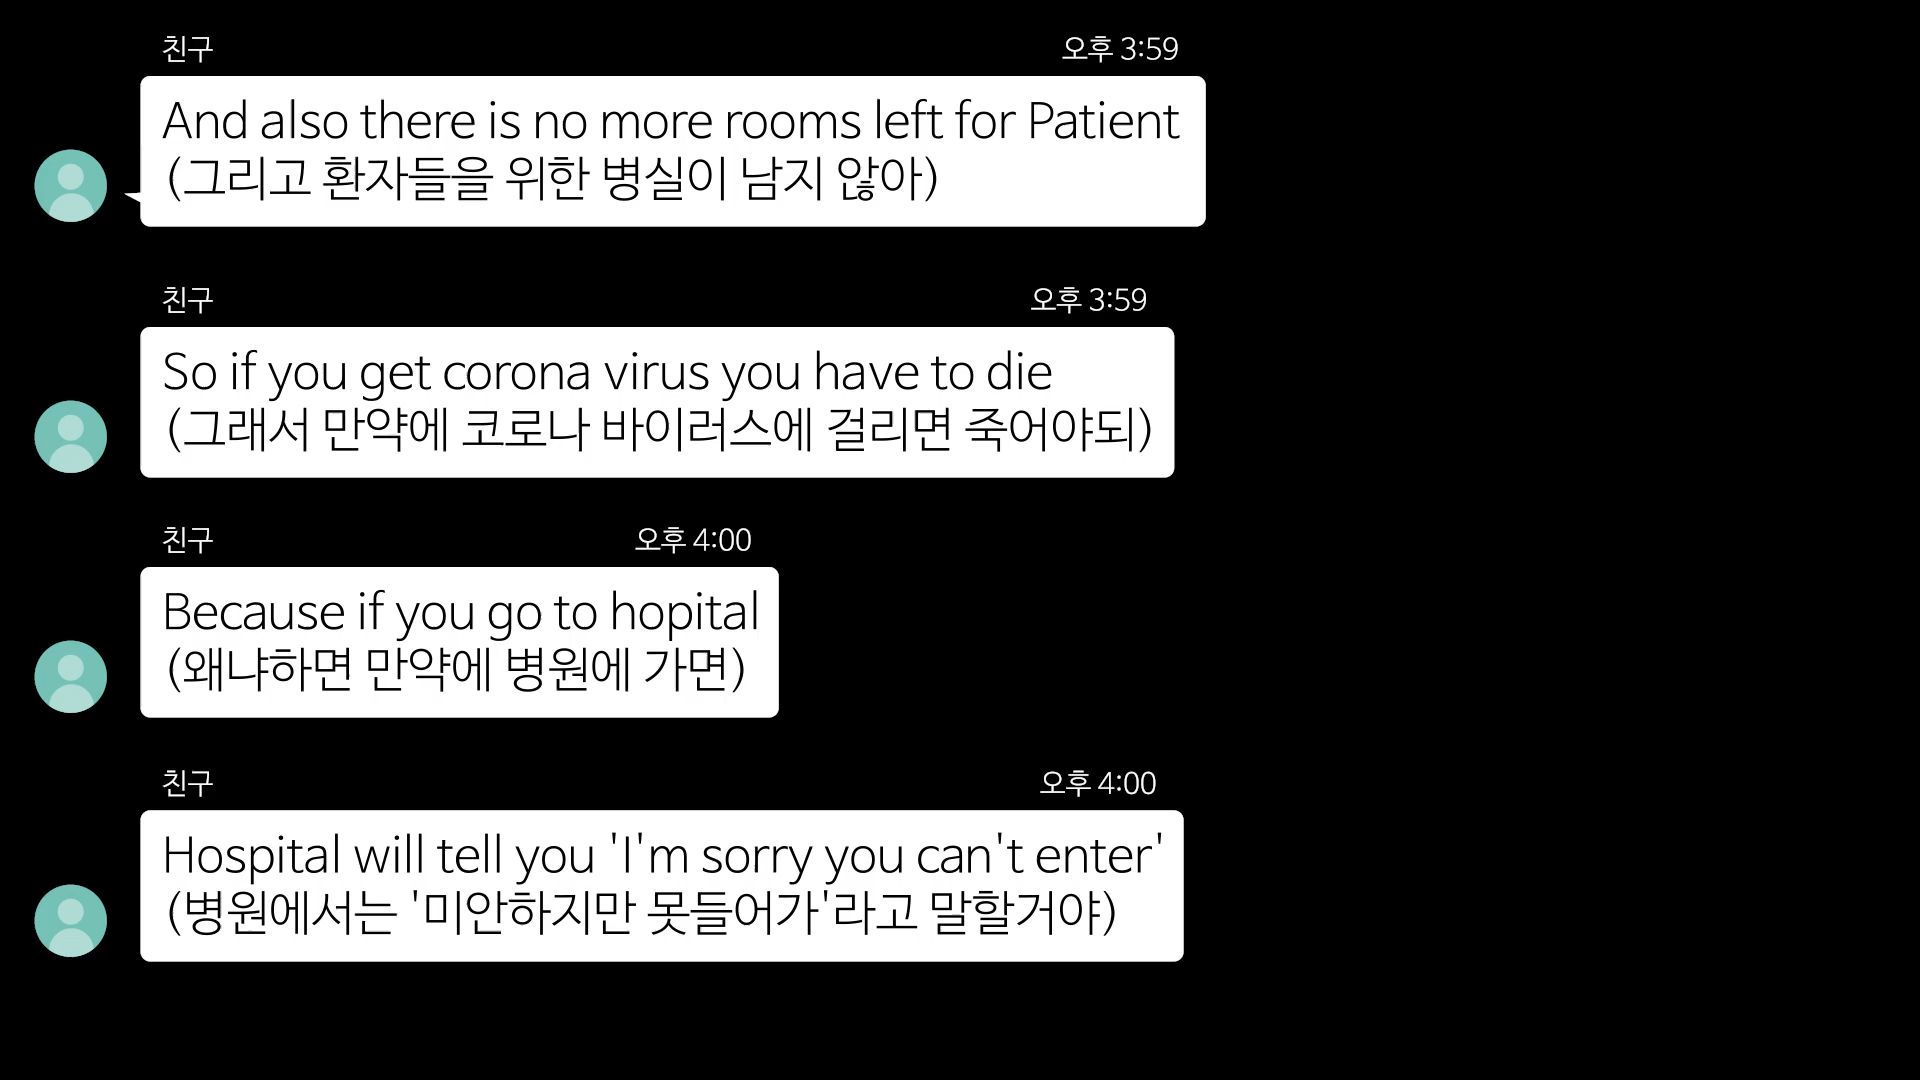 친구 오후 3:59
And also there is no more rooms left for Patient
(그리고 환자들을 위한 병실이 남지 않아)
친구 오후 3:59
So if you get corona virus you have to die
(그래서 만약에 코로나 바이러스에 걸리면 죽어야되)
친구 오후 4:00
Because if you go to hopital
(왜냐하면 만약에 병원에 가면)
친구 오후 4:00
Hospital will tell you 'I'm sorry you can't enter'
(병원에서는 '미안하지만 못들어가'라고 말할거야)